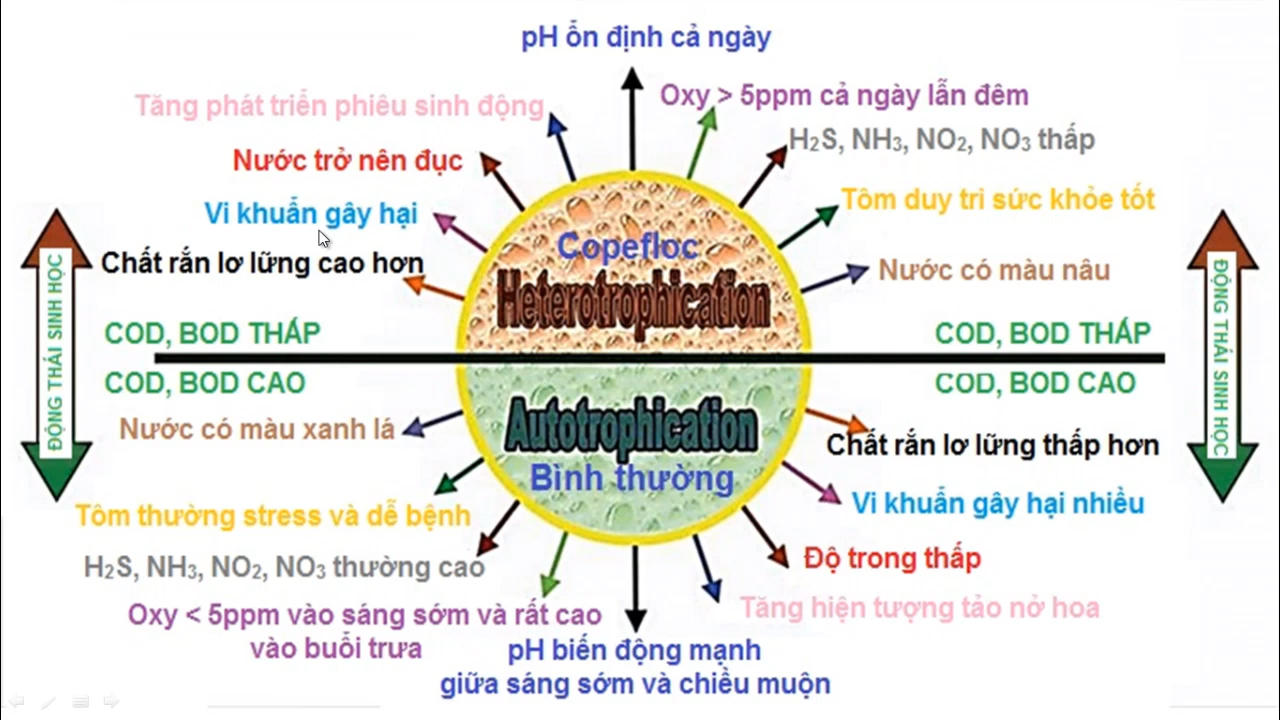 pH ổn định cả ngày
Tăng phát triển phiêu sinh động
Oxy > 5ppm cả ngày lẫn đêm
H₂S, NH₃, NO₂, NO₃ thấp
Nước trở nên đục
Tôm duy trì sức khỏe tốt
Vi khuẩn gây hại
Copefloc
Chất rắn lơ lững cao hơn
Nước có màu nâu
Heterotrophication
COD, BOD THẤP
COD, BOD THẤP
ĐỘNG THÁI SINH HỌC
ĐỘNG THÁI SINH HỌC
COD, BOD CAO
COD, BOD CAO
Nước có màu xanh lá
Autotrophication
Chất rắn lơ lững thấp hơn
Bình thường
Vi khuẩn gây hại nhiều
Tôm thường stress và dễ bệnh
Độ trong thấp
H₂S, NH₃, NO₂, NO₃ thường cao
Tăng hiện tượng tảo nở hoa
Oxy < 5ppm vào sáng sớm và rất cao
vào buổi trưa
pH biến động mạnh
giữa sáng sớm và chiều muộn